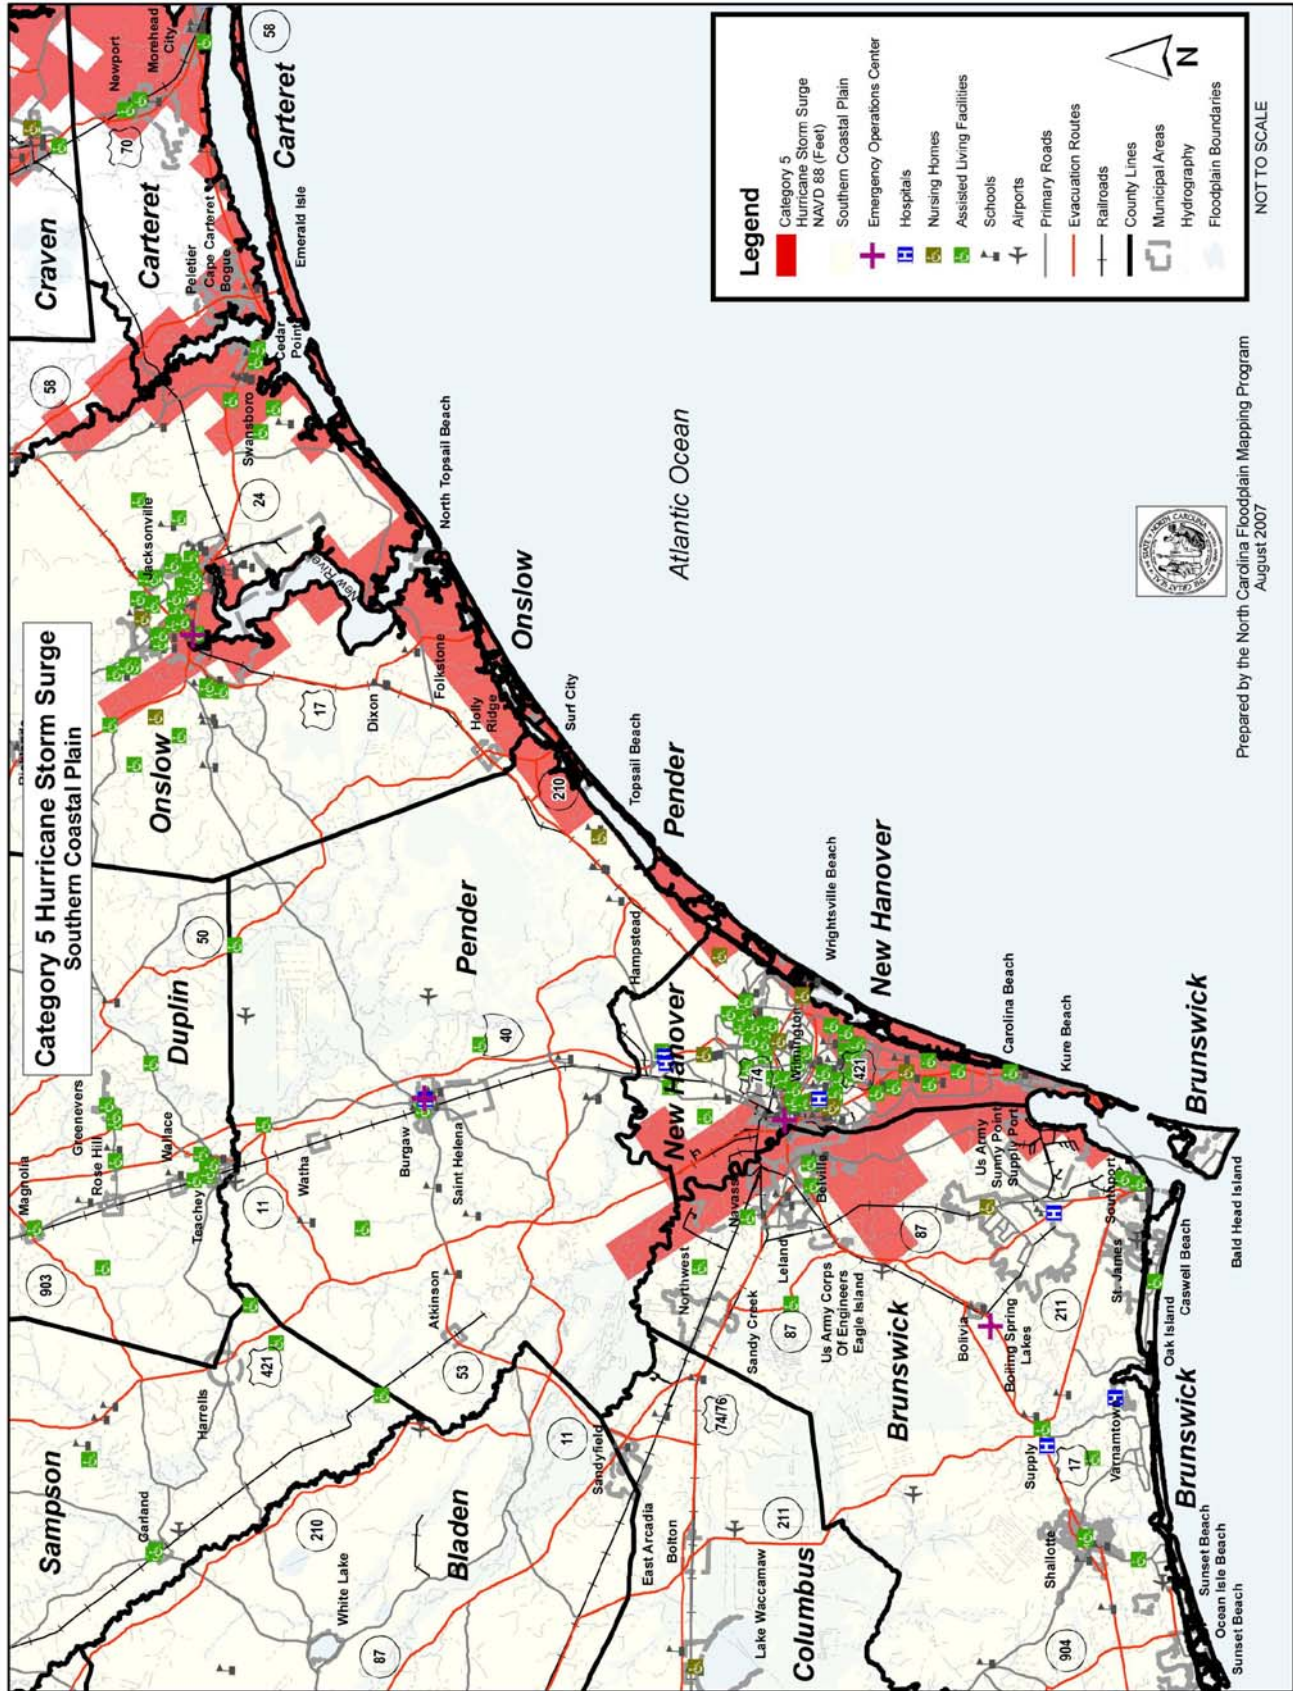 Category 5 Hurricane Storm Surge
Southern Coastal Plain
Sampson
Duplin
Onslow
Craven
Carteret
Carteret
Bladen
Pender
Onslow
Pender
Columbus
Brunswick
New Hanover
New Hanover
Brunswick
Brunswick
Atlantic Ocean
Garland
Harrells
Magnolia
Rose Hill
Greenevers
Teachey
Wallace
Watha
Burgaw
Saint Helena
Atkinson
White Lake
Sandyfield
East Arcadia
Bolton
Lake Waccamaw
Jacksonville
New River
Swansboro
Peletier
Cape Carteret
Bogue
Cedar
Point
Emerald Isle
Newport
Morehead
City
Dixon
Folkstone
Holly
Ridge
North Topsail Beach
Surf City
Topsail Beach
Hampstead
Wrightsville Beach
Wilmington
Carolina Beach
Kure Beach
Northwest
Navassa
Sandy Creek
Leland
Belville
Us Army Corps
Of Engineers
Eagle Island
Us Army
Sunny Point
Supply Port
Bolivia
Boiling Spring
Lakes
Southport
St. James
Oak Island
Caswell Beach
Bald Head Island
Supply
Varnamtown
Shallotte
Sunset Beach
Ocean Isle Beach
Sunset Beach
903
421
11
50
17
24
58
70
58
210
87
53
11
40
210
74
421
74/76
87
87
211
211
17
904
Legend
Category 5
Hurricane Storm Surge
NAVD 88 (Feet)
Southern Coastal Plain
Emergency Operations Center
Hospitals
Nursing Homes
Assisted Living Facilities
Schools
Airports
Primary Roads
Evacuation Routes
Railroads
County Lines
Municipal Areas
Hydrography
Floodplain Boundaries
N
NOT TO SCALE
THE GREAT SEAL of the STATE of NORTH CAROLINA
Prepared by the North Carolina Floodplain Mapping Program
August 2007